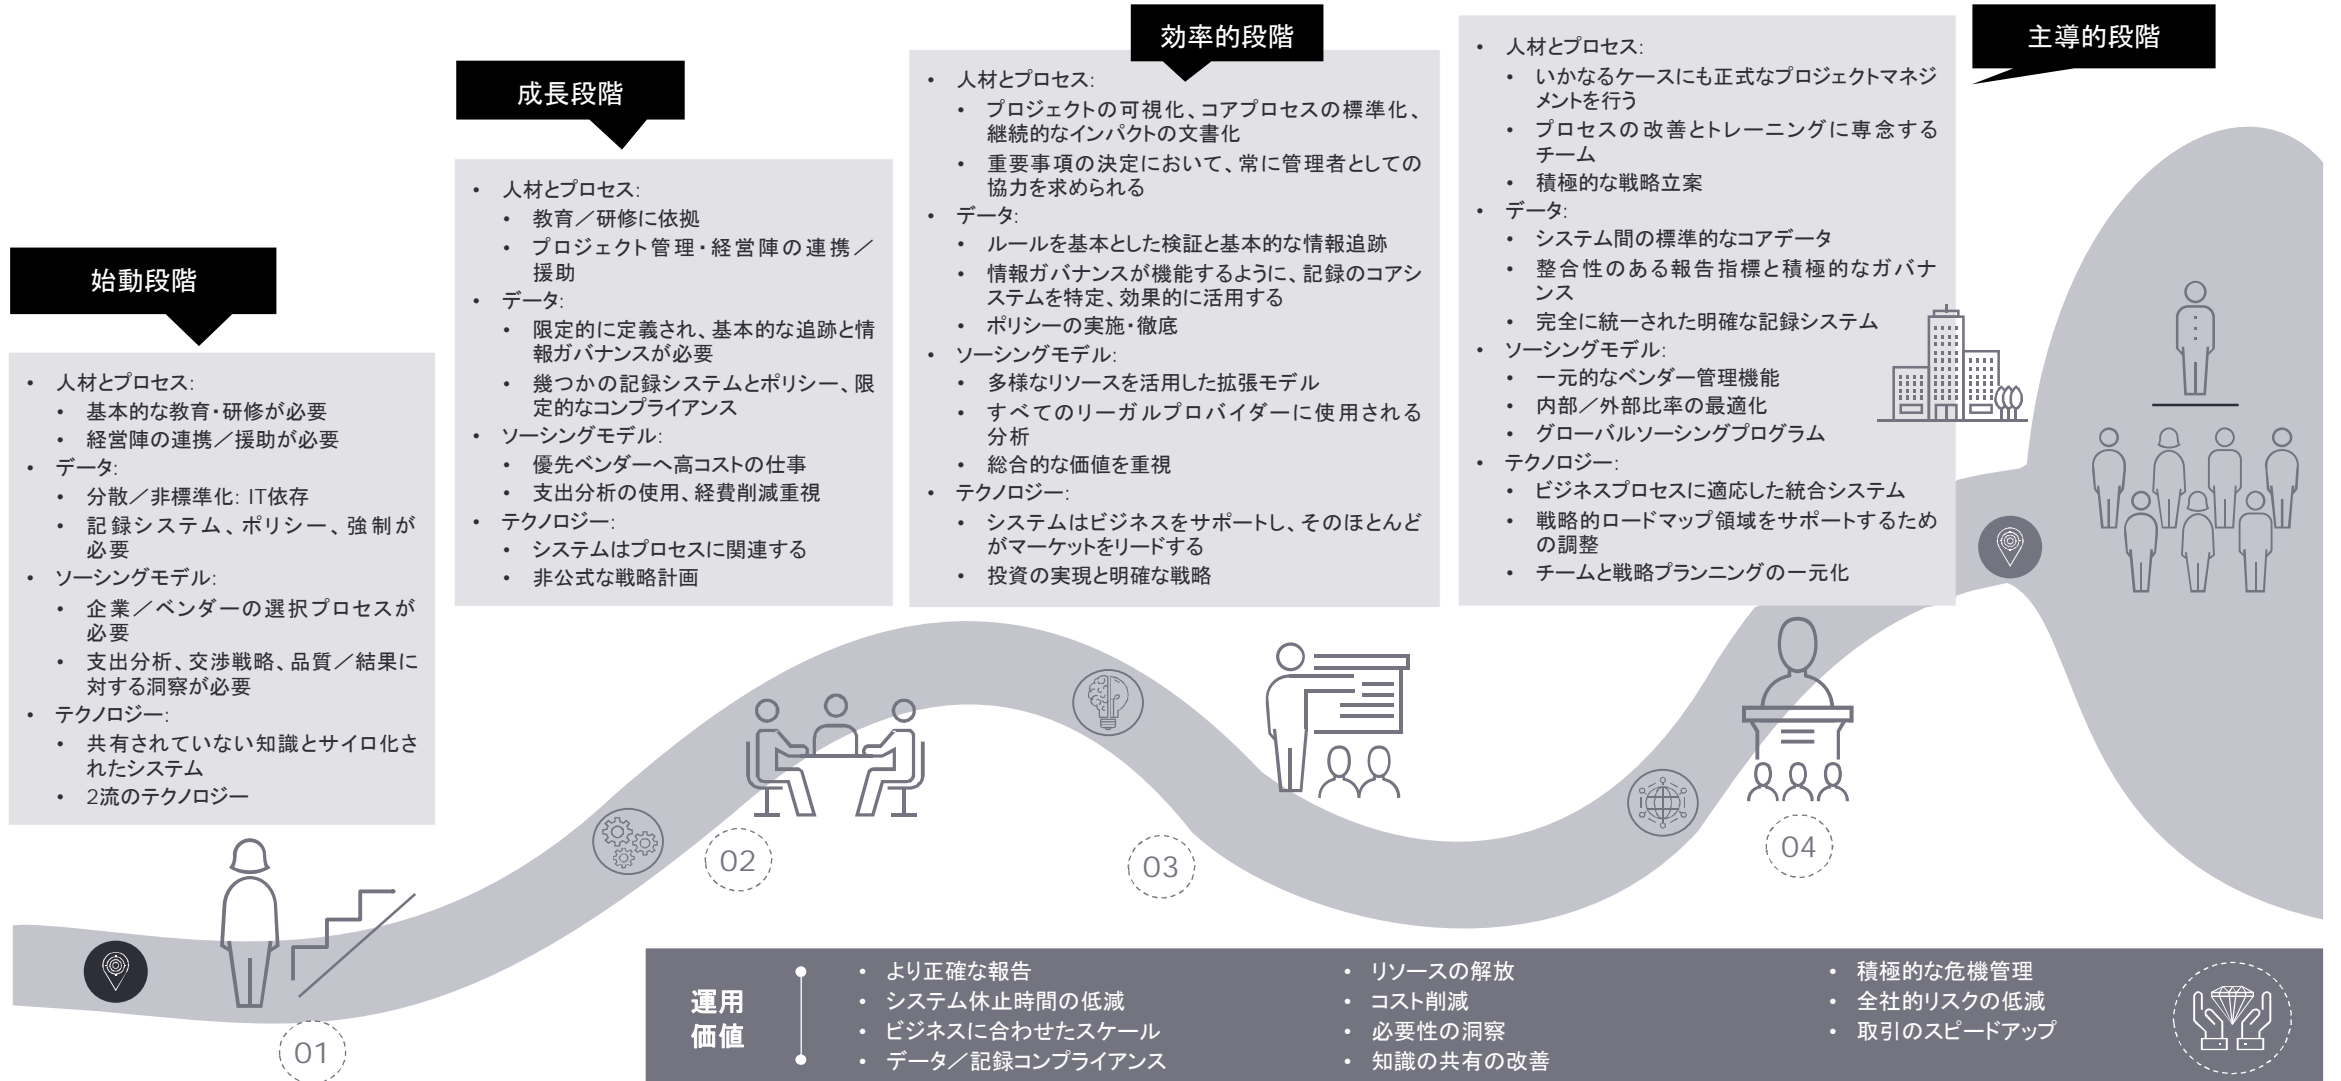 始動段階
• 人材とプロセス:
• 基本的な教育・研修が必要
• 経営陣の連携／援助が必要
• データ:
• 分散／非標準化: IT依存
• 記録システム、ポリシー、強制が
必要
• ソーシングモデル:
• 企業／ベンダーの選択プロセスが
必要
• 支出分析、交渉戦略、品質／結果に
対する洞察が必要
• テクノロジー:
• 共有されていない知識とサイロ化さ
れたシステム
• 2流のテクノロジー
成長段階
• 人材とプロセス:
• 教育／研修に依拠
• プロジェクト管理・経営陣の連携／
援助
• データ:
• 限定的に定義され、基本的な追跡と情
報ガバナンスが必要
• 幾つかの記録システムとポリシー、限
定的なコンプライアンス
• ソーシングモデル:
• 優先ベンダーへ高コストの仕事
• 支出分析の使用、経費削減重視
• テクノロジー:
• システムはプロセスに関連する
• 非公式な戦略計画
効率的段階
• 人材とプロセス:
• プロジェクトの可視化、コアプロセスの標準化、
継続的なインパクトの文書化
• 重要事項の決定において、常に管理者としての
協力を求められる
• データ:
• ルールを基本とした検証と基本的な情報追跡
• 情報ガバナンスが機能するように、記録のコアシ
ステムを特定、効果的に活用する
• ポリシーの実施・徹底
• ソーシングモデル:
• 多様なリソースを活用した拡張モデル
• すべてのリーガルプロバイダーに使用される
分析
• 総合的な価値を重視
• テクノロジー:
• システムはビジネスをサポートし、そのほとんど
がマーケットをリードする
• 投資の実現と明確な戦略
主導的段階
• 人材とプロセス:
• いかなるケースにも正式なプロジェクトマネジ
メントを行う
• プロセスの改善とトレーニングに専念する
チーム
• 積極的な戦略立案
• データ:
• システム間の標準的なコアデータ
• 整合性のある報告指標と積極的なガバナ
ンス
• 完全に統一された明確な記録システム
• ソーシングモデル:
• 一元的なベンダー管理機能
• 内部／外部比率の最適化
• グローバルソーシングプログラム
• テクノロジー:
• ビジネスプロセスに適応した統合システム
• 戦略的ロードマップ領域をサポートするため
の調整
• チームと戦略プランニングの一元化
01
02
03
04
運用
価値
• より正確な報告
• システム休止時間の低減
• ビジネスに合わせたスケール
• データ／記録コンプライアンス
• リソースの解放
• コスト削減
• 必要性の洞察
• 知識の共有の改善
• 積極的な危機管理
• 全社的リスクの低減
• 取引のスピードアップ